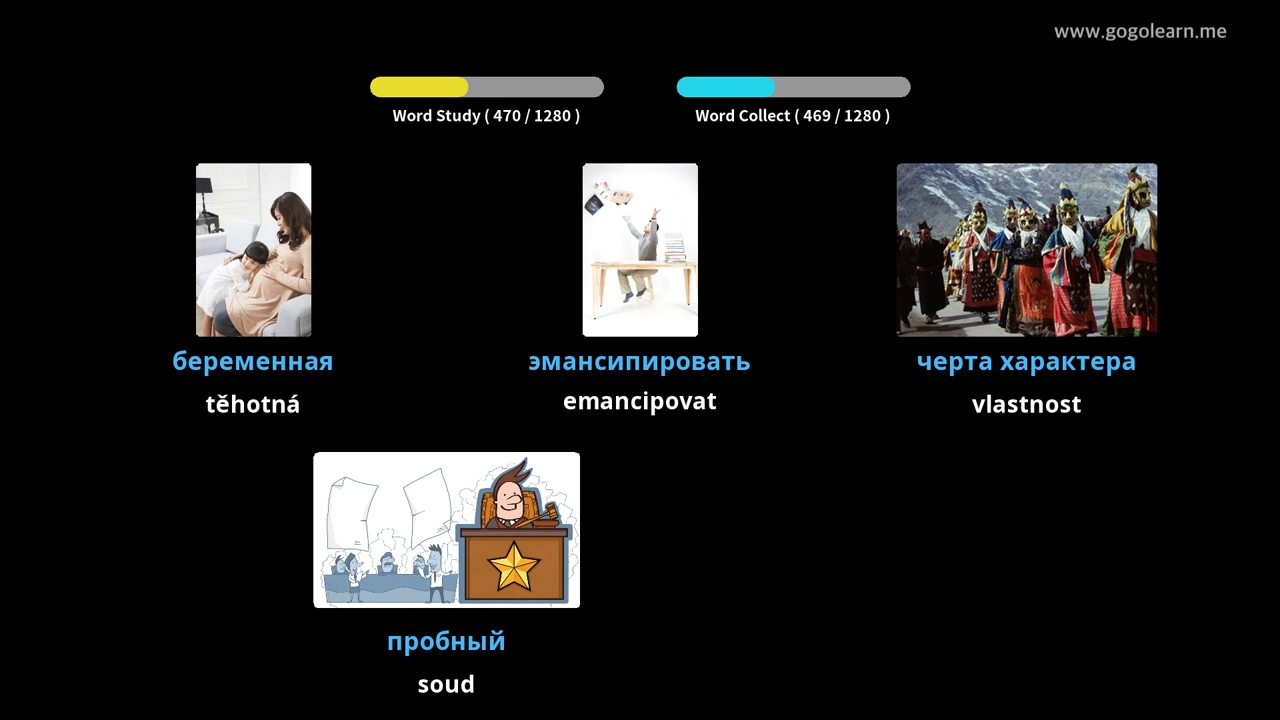 www.gogolearn.me
Word Study ( 470 / 1280 )
Word Collect ( 469 / 1280 )
беременная
těhotná
эмансипировать
emancipovat
черта характера
vlastnost
пробный
soud